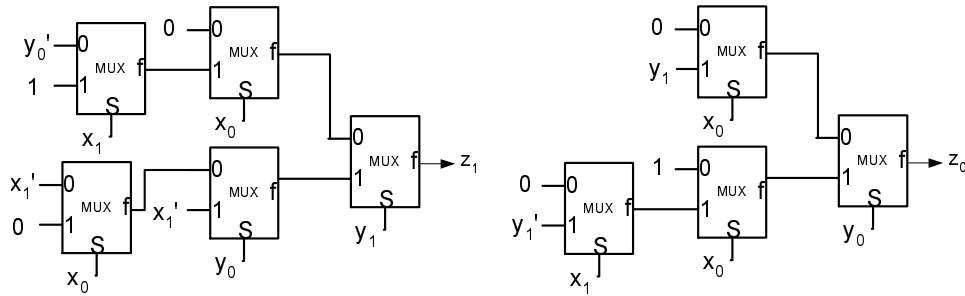 0 0 MUX f 1 S x0
y0' 0 MUX f 1 1 S x1
0 MUX f 1 S y1
z1
x1' 0 MUX f 0 1 S x0
0 MUX f x1' 1 S y0
0 0 MUX f y1 1 S x0
0 MUX f 1 S y0
z0
0 0 MUX f y1' 1 S x1
1 0 MUX f 1 S x0